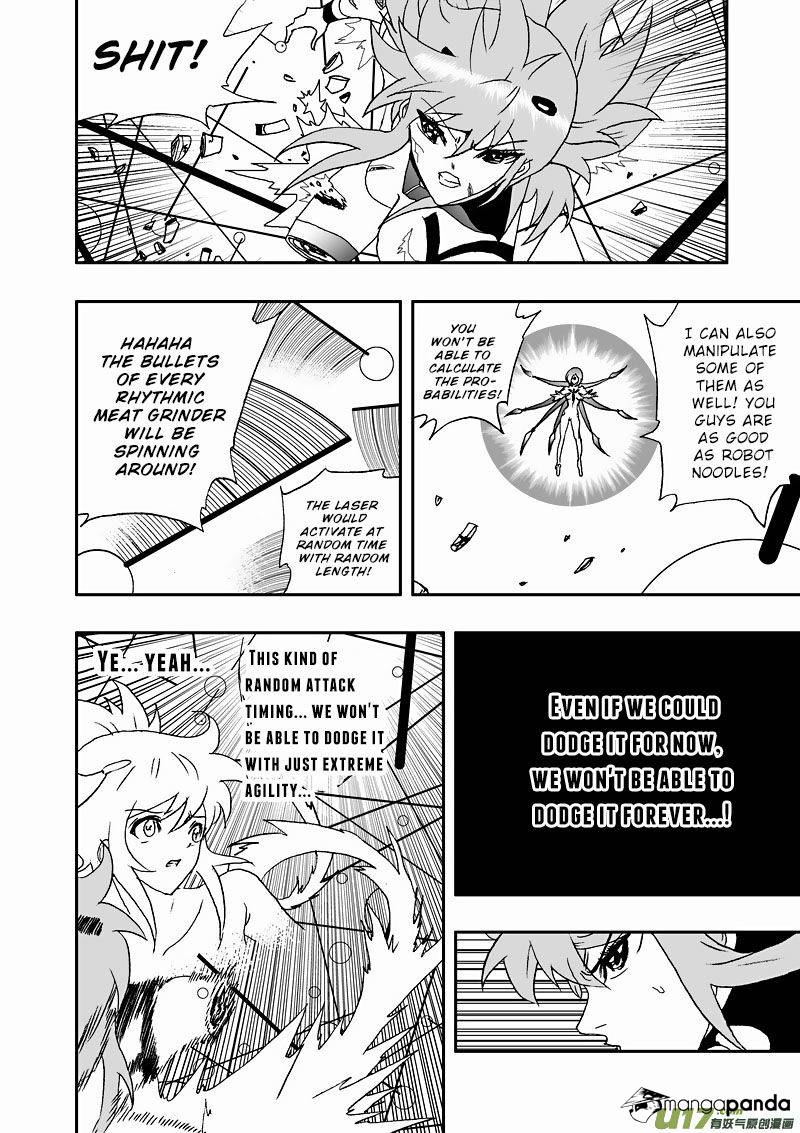 SHIT!
HAHAHA
THE BULLETS
OF EVERY
RHYTHMIC
MEAT GRINDER
WILL BE
SPINNING
AROUND!
THE LASER
WOULD
ACTIVATE AT
RANDOM TIME
WITH RANDOM
LENGTH!
YOU
WON'T BE
ABLE TO
CALCULATE
THE PRO-
BABILITIES!
I CAN ALSO
MANIPULATE
SOME OF
THEM AS
WELL! YOU
GUYS ARE
AS GOOD
AS ROBOT
NOODLES!
YE... YEAH...
THIS KIND OF
RANDOM ATTACK
TIMING... WE WON'T
BE ABLE TO DODGE IT
WITH JUST EXTREME
AGILITY...
EVEN IF WE COULD
DODGE IT FOR NOW,
WE WON'T BE ABLE TO
DODGE IT FOREVER...!
mangapanda
U17.com
有妖气原创漫画